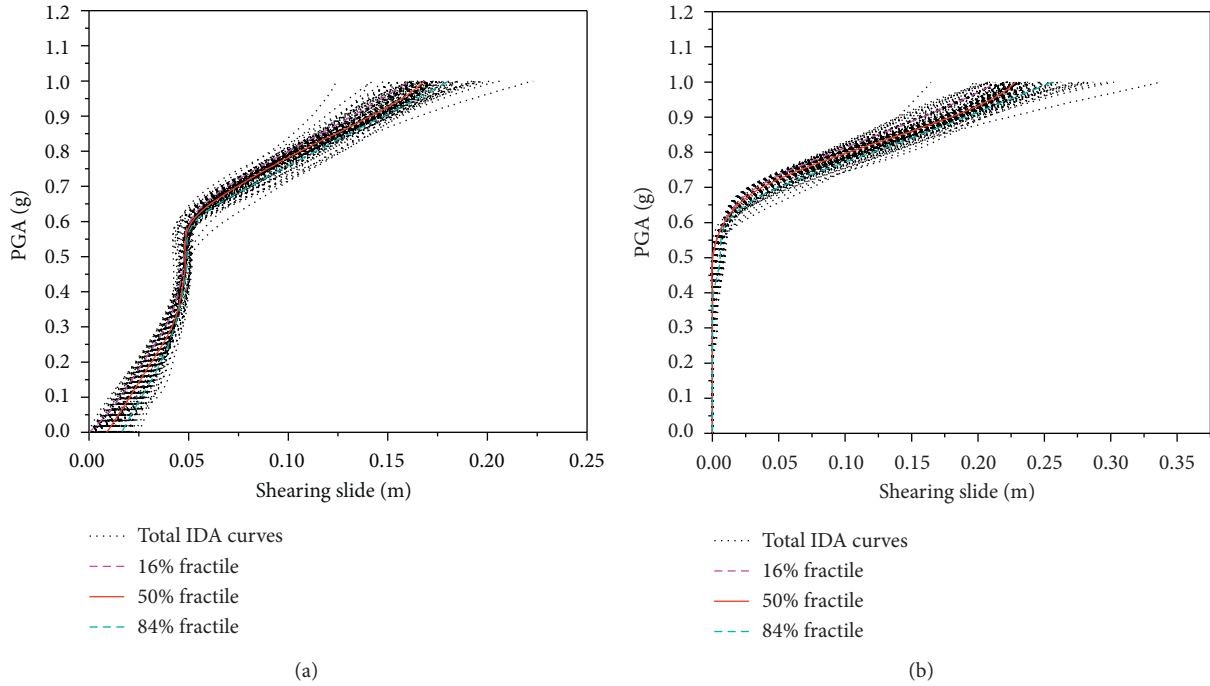 1.2
1.1
1.0
0.9
0.8
0.7
0.6
0.5
0.4
0.3
0.2
0.1
0.0
PGA (g)
0.00 0.05 0.10 0.15 0.20 0.25
Shearing slide (m)
Total IDA curves
16% fractile
50% fractile
84% fractile
(a)
1.2
1.1
1.0
0.9
0.8
0.7
0.6
0.5
0.4
0.3
0.2
0.1
0.0
PGA (g)
0.00 0.05 0.10 0.15 0.20 0.25 0.30 0.35
Shearing slide (m)
Total IDA curves
16% fractile
50% fractile
84% fractile
(b)